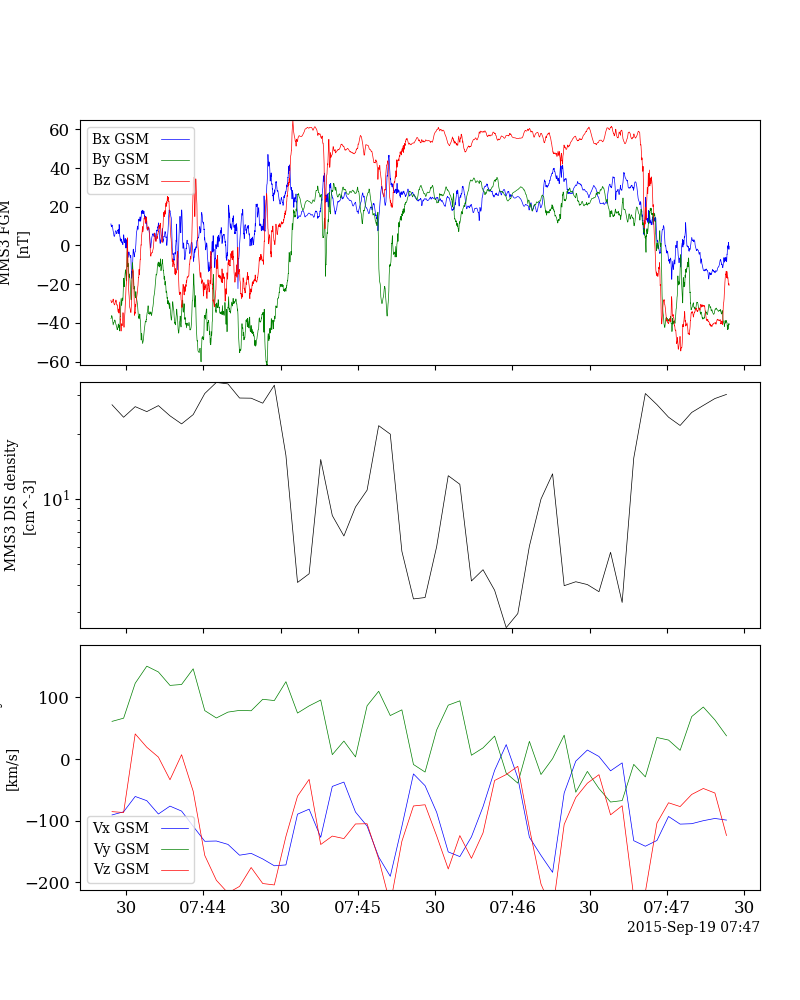 60
40
20
0
−20
−40
−60
MMS3 FGM
[nT]
Bx GSM
By GSM
Bz GSM
10^1
MMS3 DIS density
[cm^-3]
100
0
−100
−200
[km/s]
Vx GSM
Vy GSM
Vz GSM
30 07:44 30 07:45 30 07:46 30 07:47 30
2015-Sep-19 07:47